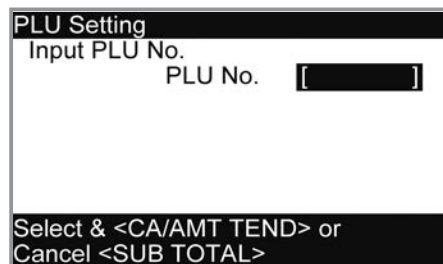 PLU Setting
Input PLU No.
PLU No. [ ]
Select & <CA/AMT TEND> or
Cancel <SUB TOTAL>